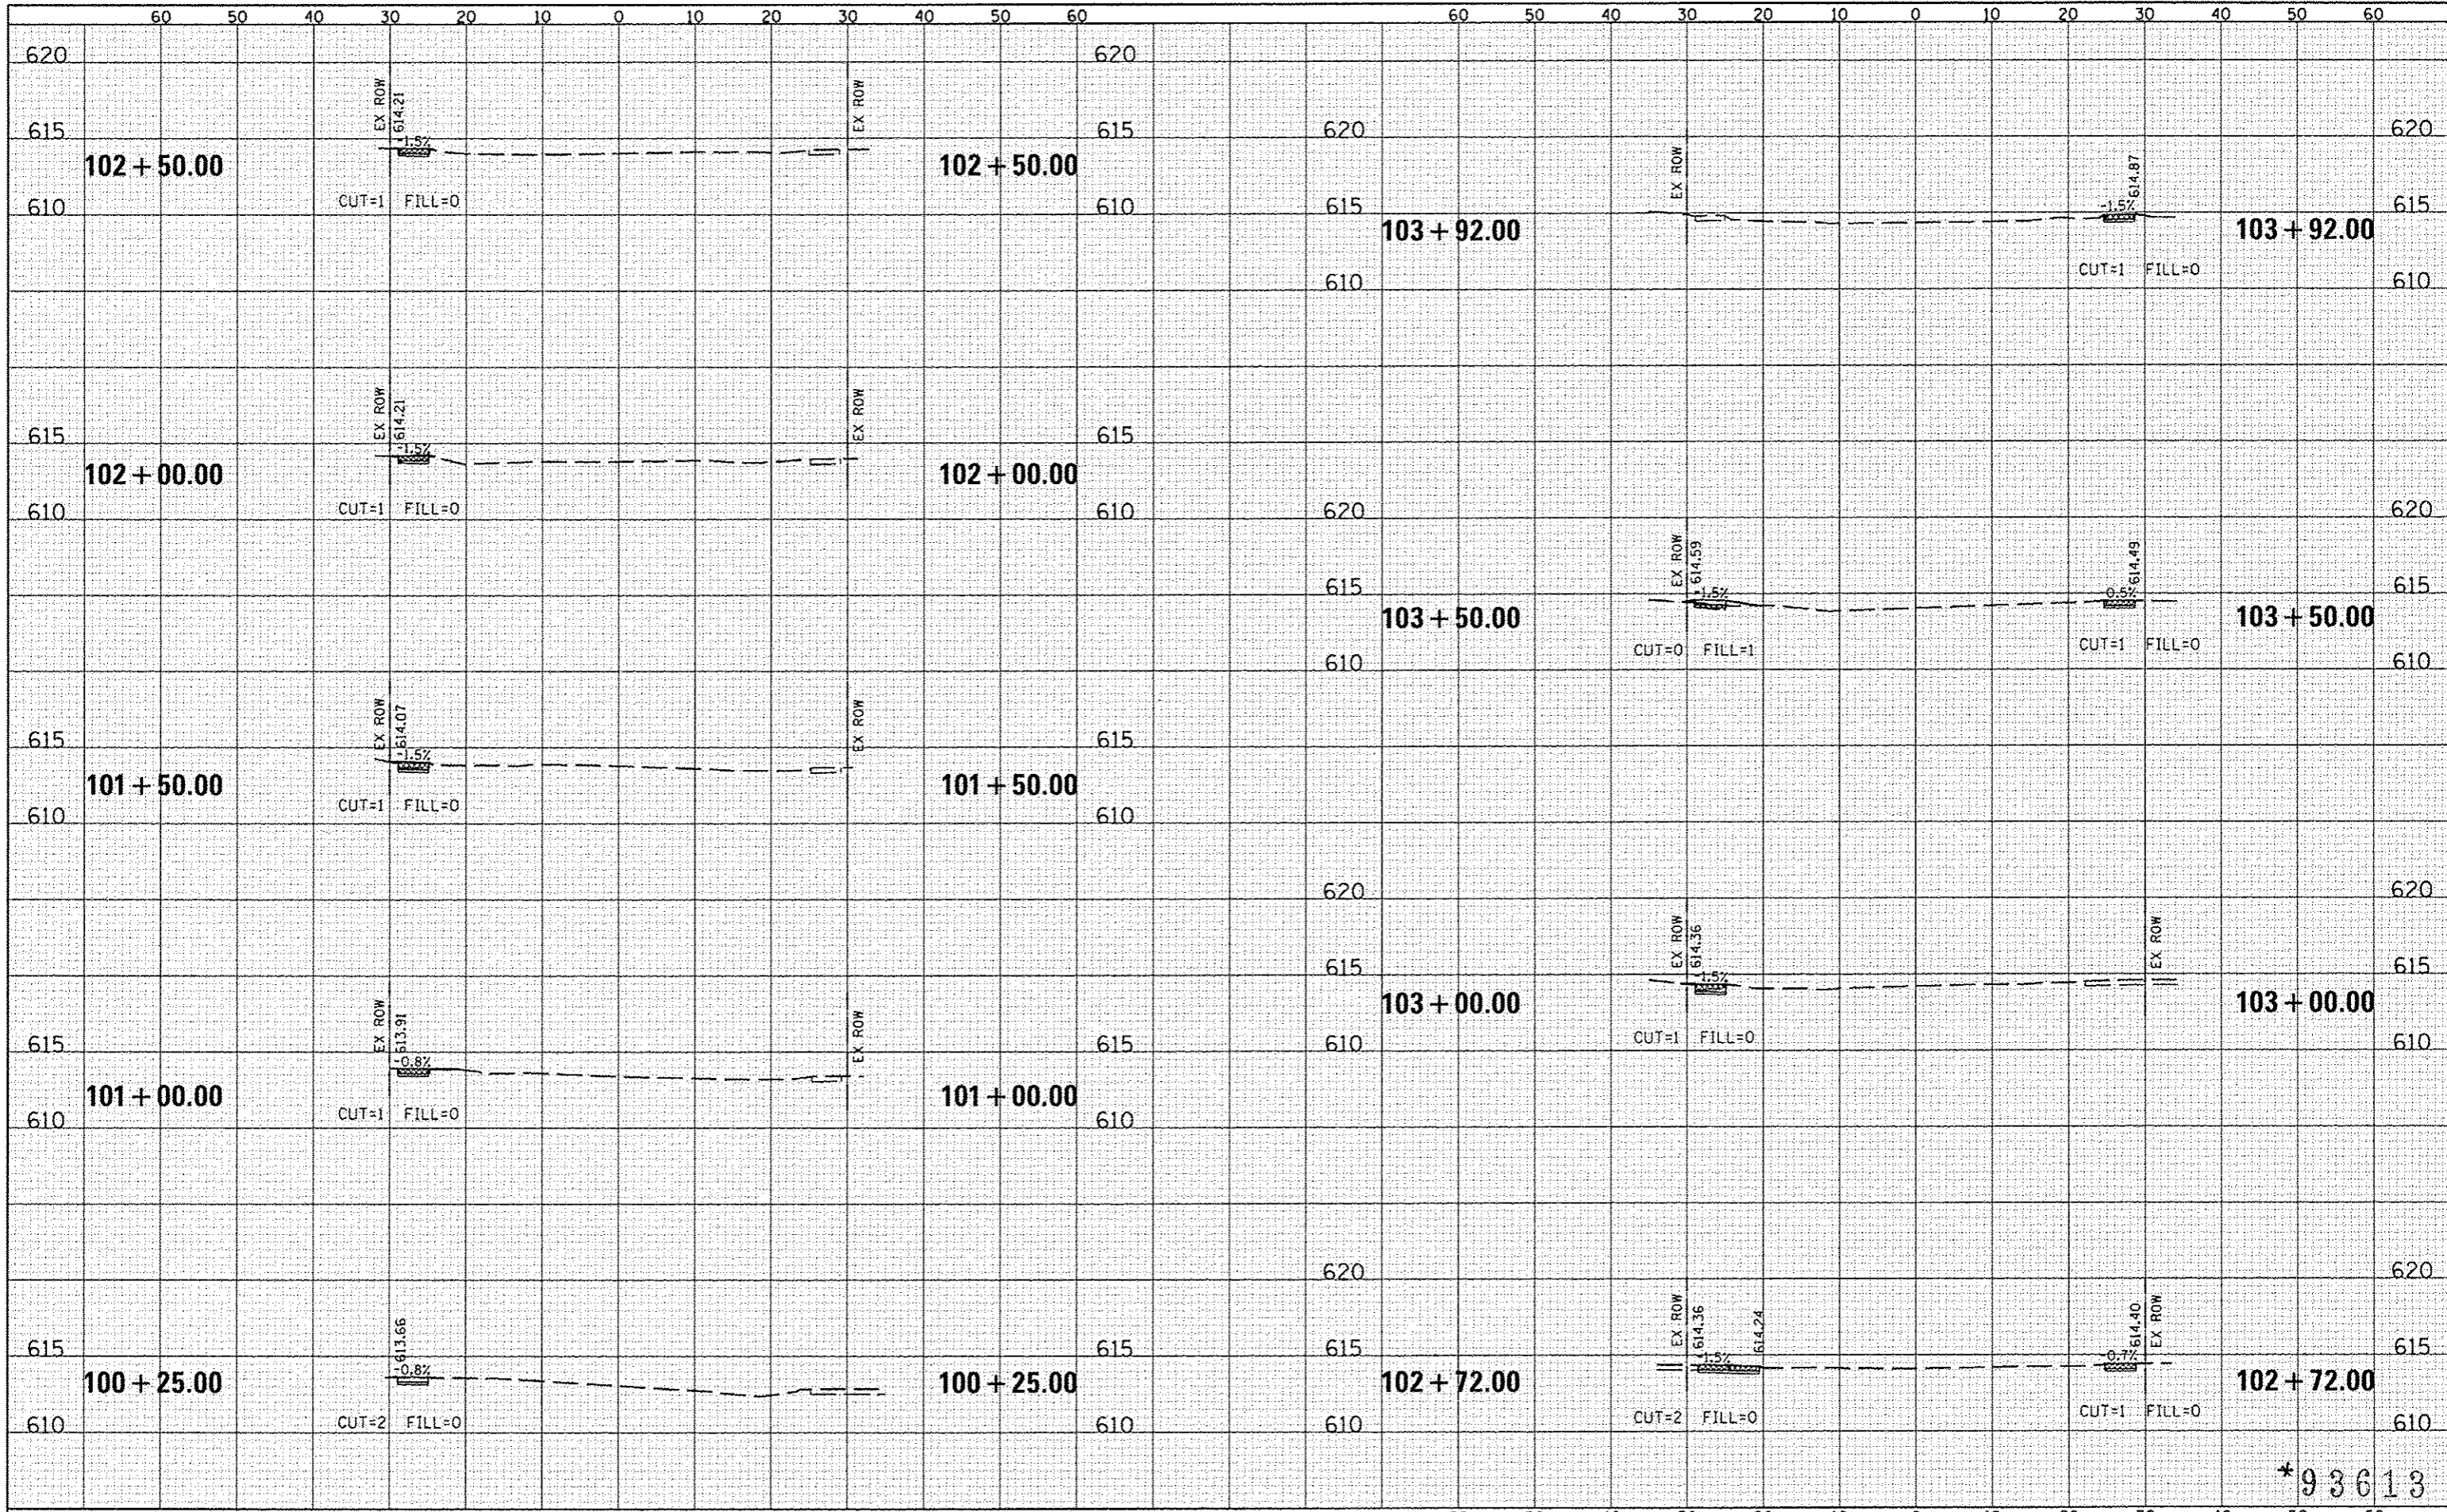 60 50 40 30 20 10 0 10 20 30 40 50 60
620 620
EX ROW
614.21
EX ROW
-1.5%
615 615
102+50.00 102+50.00
CUT=1 FILL=0
610 610
EX ROW
614.21
EX ROW
-1.5%
615 615
102+00.00 102+00.00
CUT=1 FILL=0
610 610
EX ROW
614.07
EX ROW
-1.5%
615 615
101+50.00 101+50.00
CUT=1 FILL=0
610 610
EX ROW
613.91
EX ROW
-0.8%
615 615
101+00.00 101+00.00
CUT=1 FILL=0
610 610
613.66
-0.8%
615 615
100+25.00 100+25.00
CUT=2 FILL=0
610 610
60 50 40 30 20 10 0 10 20 30 40 50 60
620 620
EX ROW
614.87
-1.5%
615 615
103+92.00 103+92.00
CUT=1 FILL=0
610 610
620 620
EX ROW
614.59
614.49
-1.5% 0.5%
615 615
103+50.00 103+50.00
CUT=0 FILL=1 CUT=1 FILL=0
610 610
620 620
EX ROW
614.36
EX ROW
-1.5%
615 615
103+00.00 103+00.00
CUT=1 FILL=0
610 610
620 620
EX ROW
614.36
614.24
614.40
EX ROW
-1.5% -0.7%
615 615
102+72.00 102+72.00
CUT=2 FILL=0 CUT=1 FILL=0
610 610
*93613